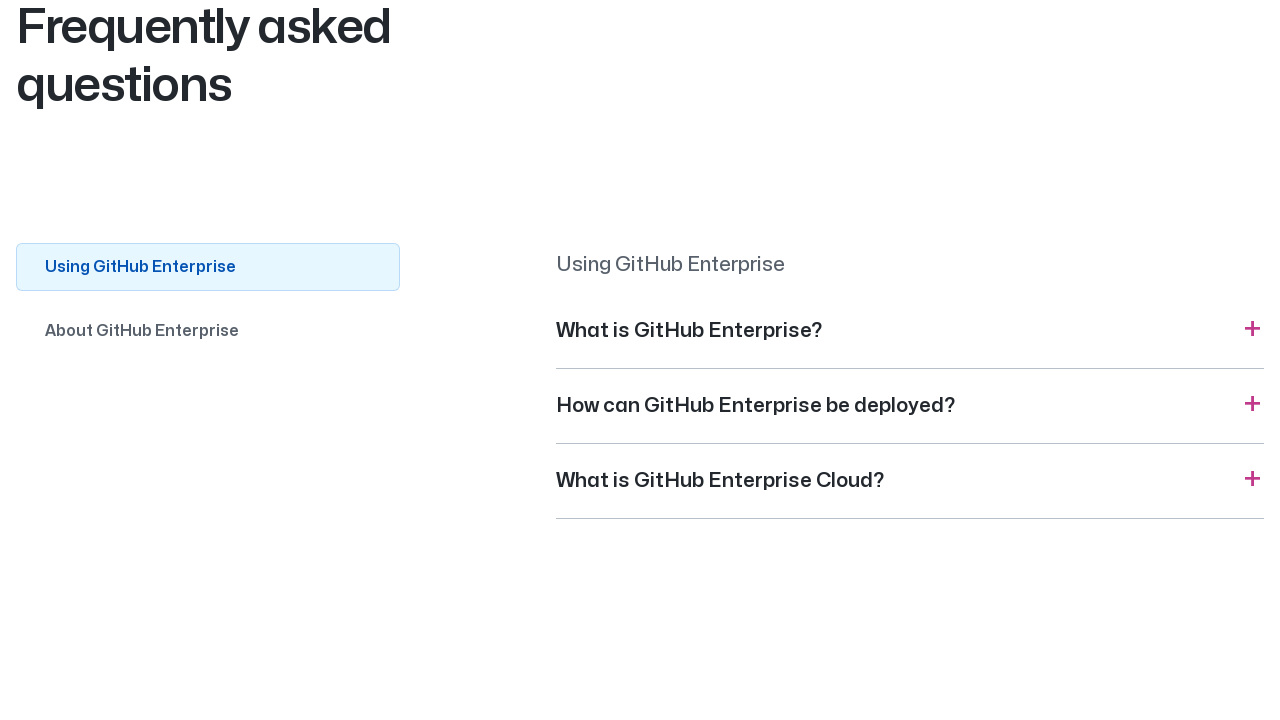 Frequently asked
questions
Using GitHub Enterprise
About GitHub Enterprise
Using GitHub Enterprise
What is GitHub Enterprise?
How can GitHub Enterprise be deployed?
What is GitHub Enterprise Cloud?